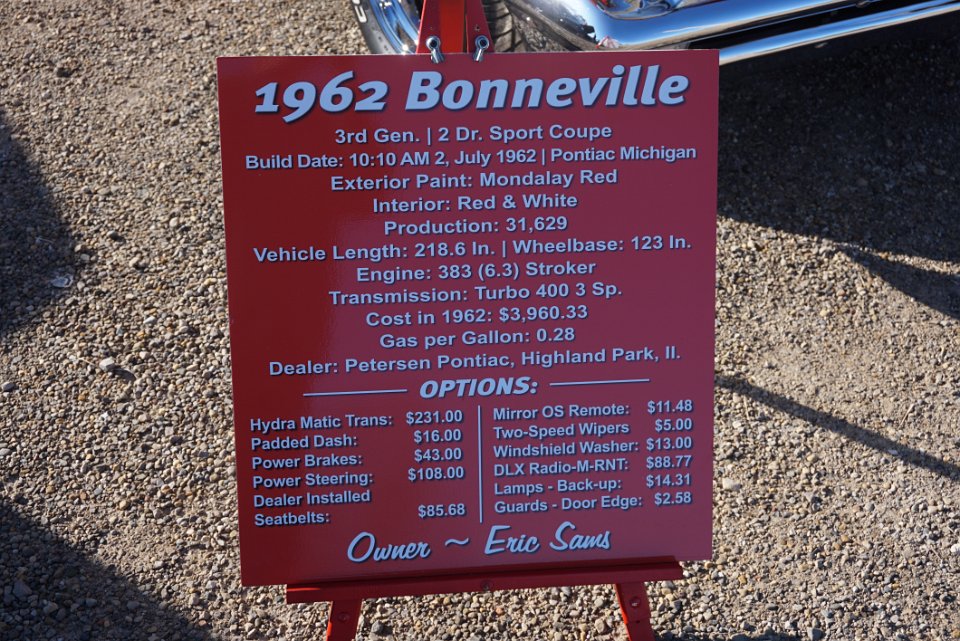 1962 Bonneville
3rd Gen. | 2 Dr. Sport Coupe
Build Date: 10:10 AM 2, July 1962 | Pontiac Michigan
Exterior Paint: Mondalay Red
Interior: Red & White
Production: 31,629
Vehicle Length: 218.6 In. | Wheelbase: 123 In.
Engine: 383 (6.3) Stroker
Transmission: Turbo 400 3 Sp.
Cost in 1962: $3,960.33
Gas per Gallon: 0.28
Dealer: Petersen Pontiac, Highland Park, Il.
OPTIONS:
Hydra Matic Trans: $231.00
Padded Dash: $16.00
Power Brakes: $43.00
Power Steering: $108.00
Dealer Installed
Seatbelts: $85.68
Mirror OS Remote: $11.48
Two-Speed Wipers $5.00
Windshield Washer: $13.00
DLX Radio-M-RNT: $88.77
Lamps - Back-up: $14.31
Guards - Door Edge: $2.58
Owner ~ Eric Sams